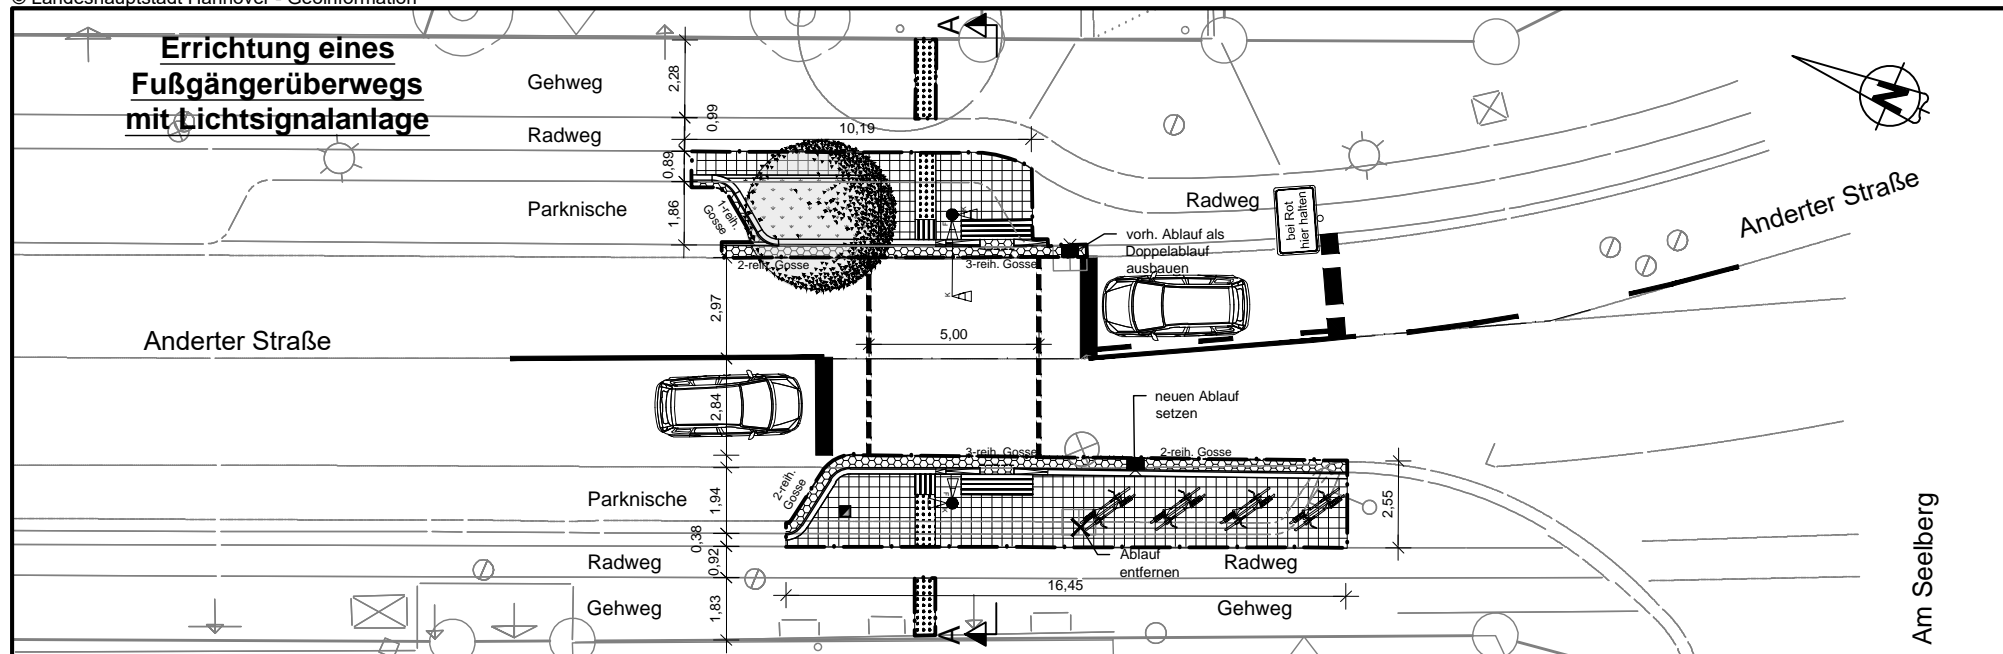 © Landeshauptstadt Hannover - Geoinformation
Errichtung eines
Fußgängerüberwegs
mit Lichtsignalanlage
Gehweg
Radweg
Parknische
2,28
0,99
0,89
1,86
10,19
A
N
1-reih.
Gosse
2-reih. Gosse
3-reih. Gosse
Radweg
bei Rot
hier halten
vorh. Ablauf als
Doppelablauf
ausbauen
Anderter Straße
Anderter Straße
2,97
5,00
2,84
neuen Ablauf
setzen
3-reih. Gosse
2-reih. Gosse
2-reih.
Gosse
Parknische
1,94
0,38
2,55
Radweg
0,92
Ablauf
entfernen
Radweg
16,45
Gehweg
1,83
Gehweg
A
Am Seelberg